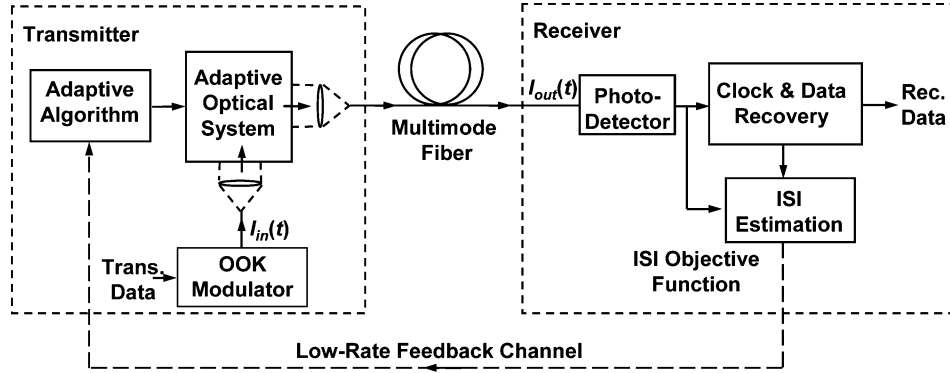 Transmitter
Adaptive
Algorithm
Adaptive
Optical
System
I_in(t)
Trans.
Data
OOK
Modulator
Multimode
Fiber
Receiver
I_out(t)
Photo-
Detector
Clock & Data
Recovery
Rec.
Data
ISI
Estimation
ISI Objective
Function
Low-Rate Feedback Channel